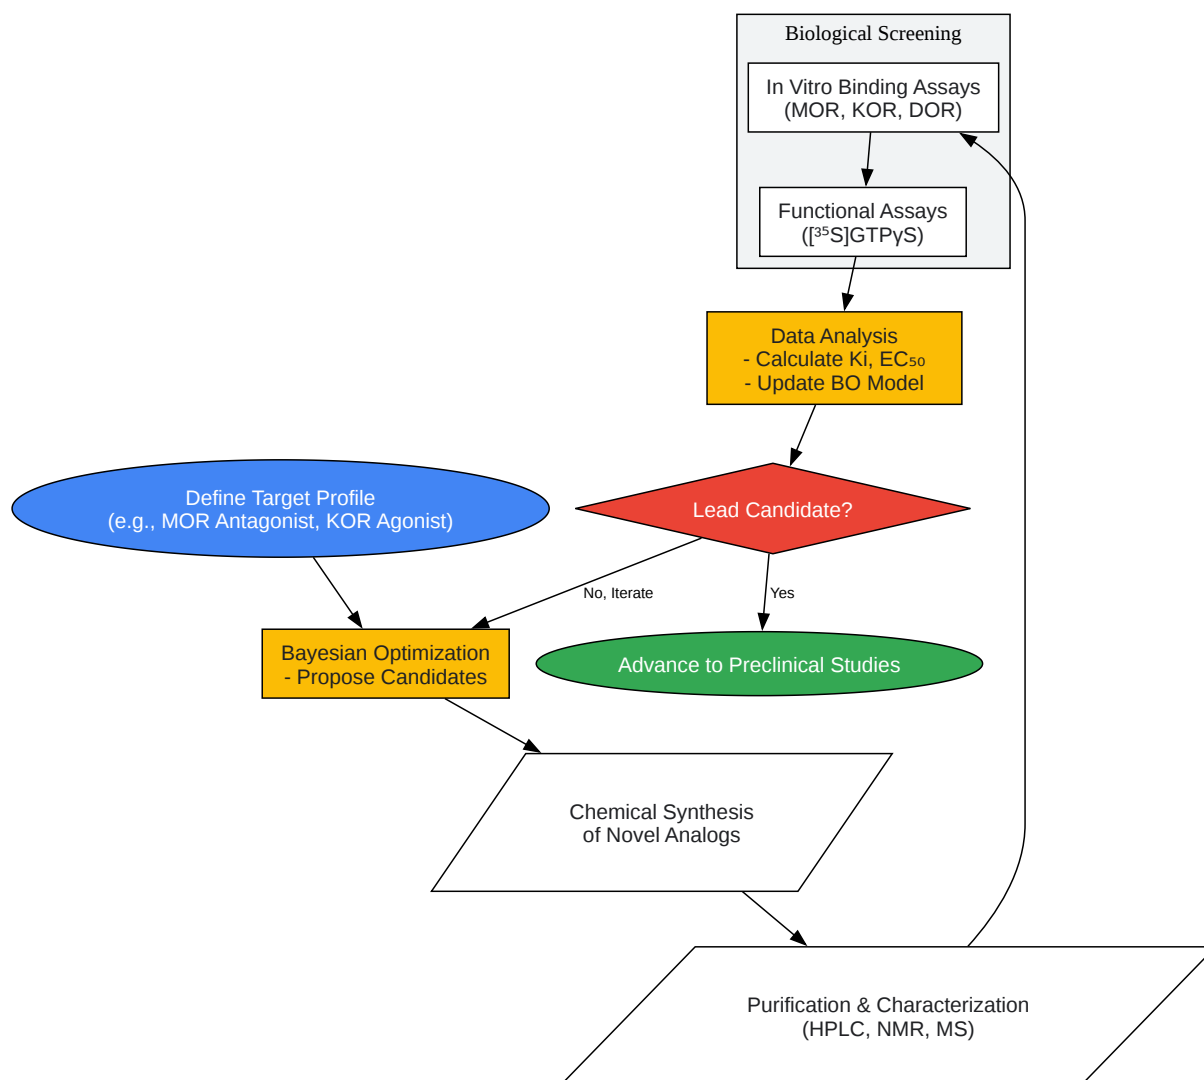 Biological Screening
In Vitro Binding Assays
(MOR, KOR, DOR)
Functional Assays
([³⁵S]GTPγS)
Data Analysis
- Calculate Ki, EC₅₀
- Update BO Model
Define Target Profile
(e.g., MOR Antagonist, KOR Agonist)
Lead Candidate?
No, Iterate
Yes
Bayesian Optimization
- Propose Candidates
Advance to Preclinical Studies
Chemical Synthesis
of Novel Analogs
Purification & Characterization
(HPLC, NMR, MS)